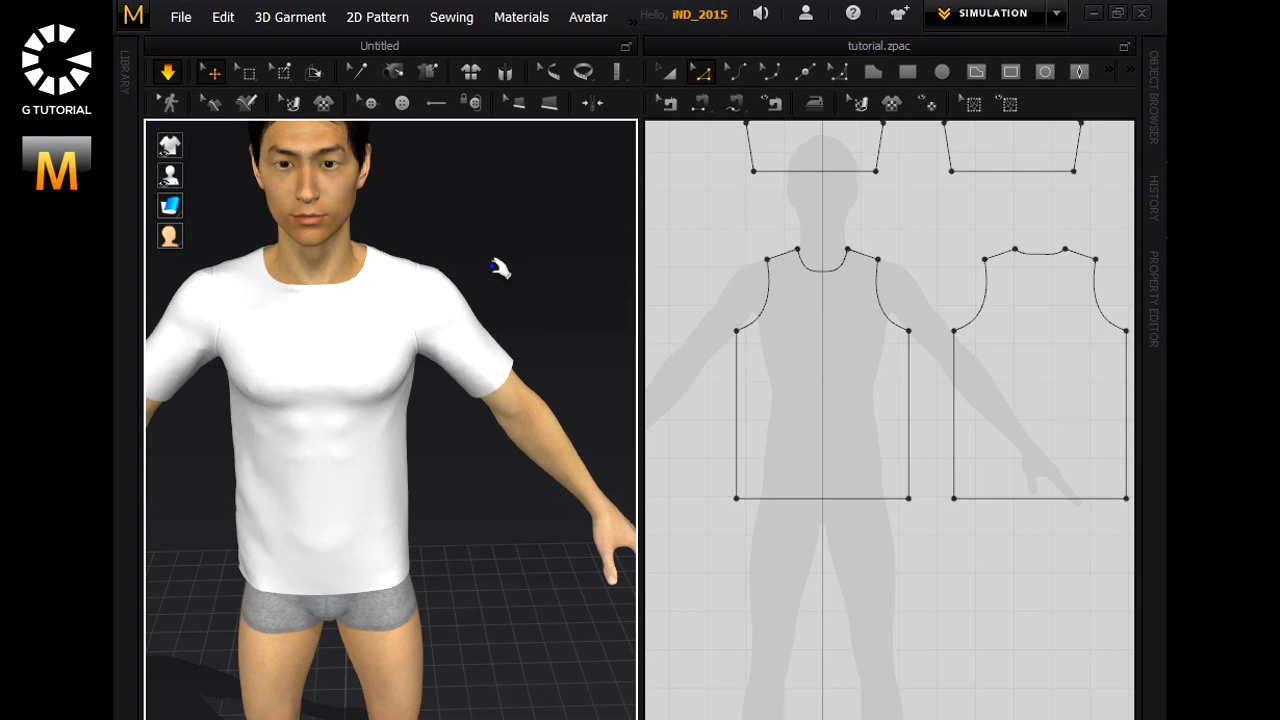 G TUTORIAL
M
M
File Edit 3D Garment 2D Pattern Sewing Materials Avatar »
Hello, iND_2015
SIMULATION
Untitled
tutorial.zpac
LIBRARY
OBJECT BROWSER
HISTORY
PROPERTY EDITOR